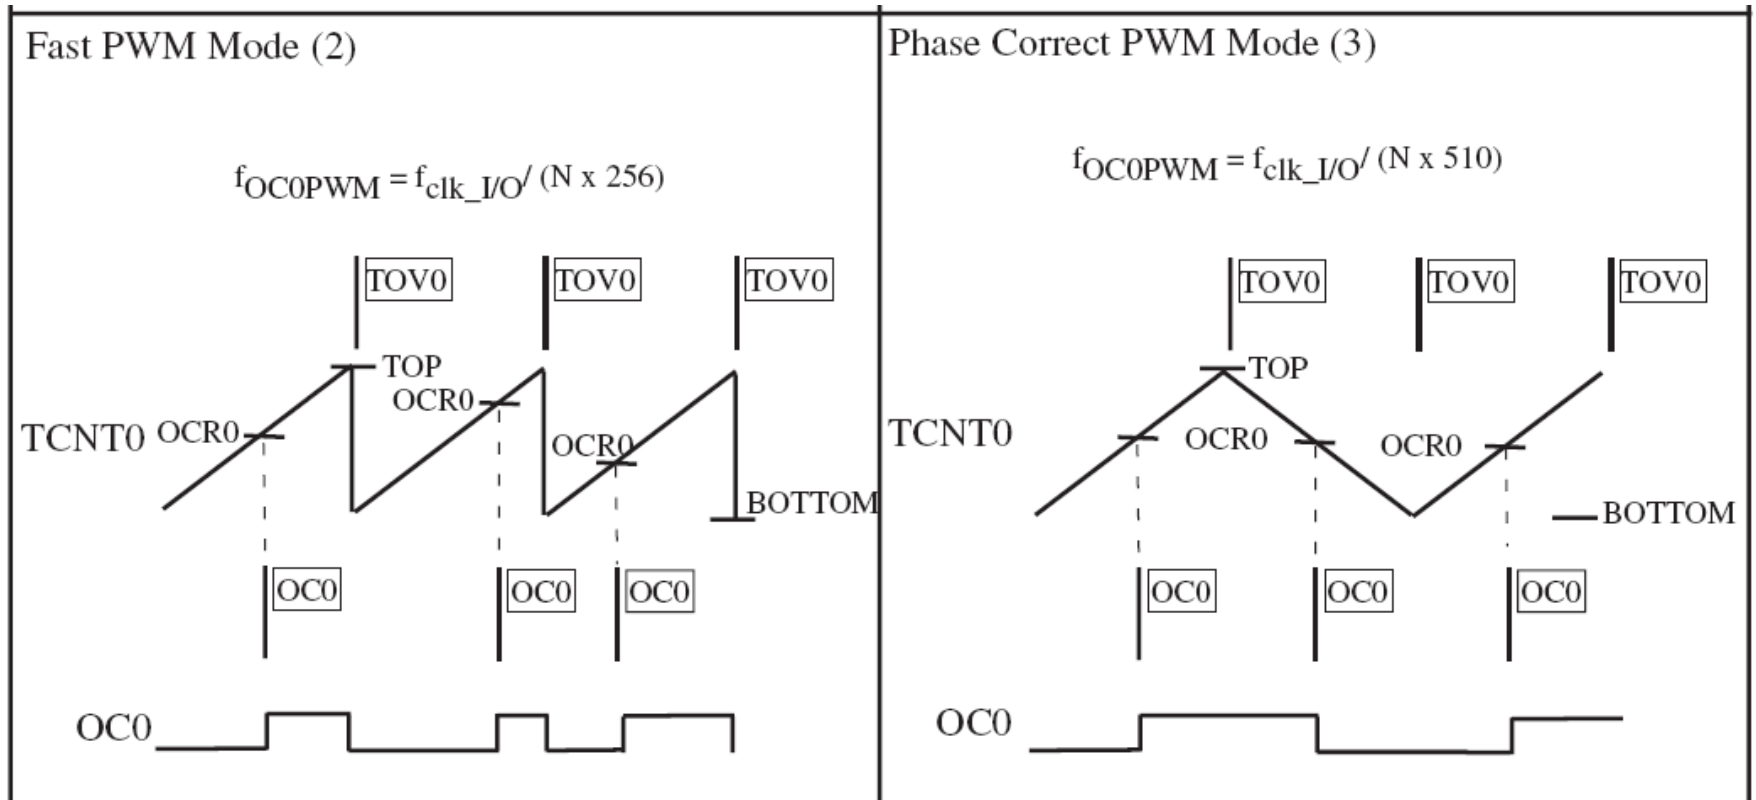 Fast PWM Mode (2)
fOC0PWM = fclk_I/O/ (N x 256)
TOV0 TOV0 TOV0
TOP
OCR0
TCNT0 OCR0
OCR0
BOTTOM
OC0 OC0 OC0
OC0
Phase Correct PWM Mode (3)
fOC0PWM = fclk_I/O/ (N x 510)
TOV0 TOV0 TOV0
TOP
TCNT0 OCR0 OCR0
BOTTOM
OC0 OC0 OC0
OC0